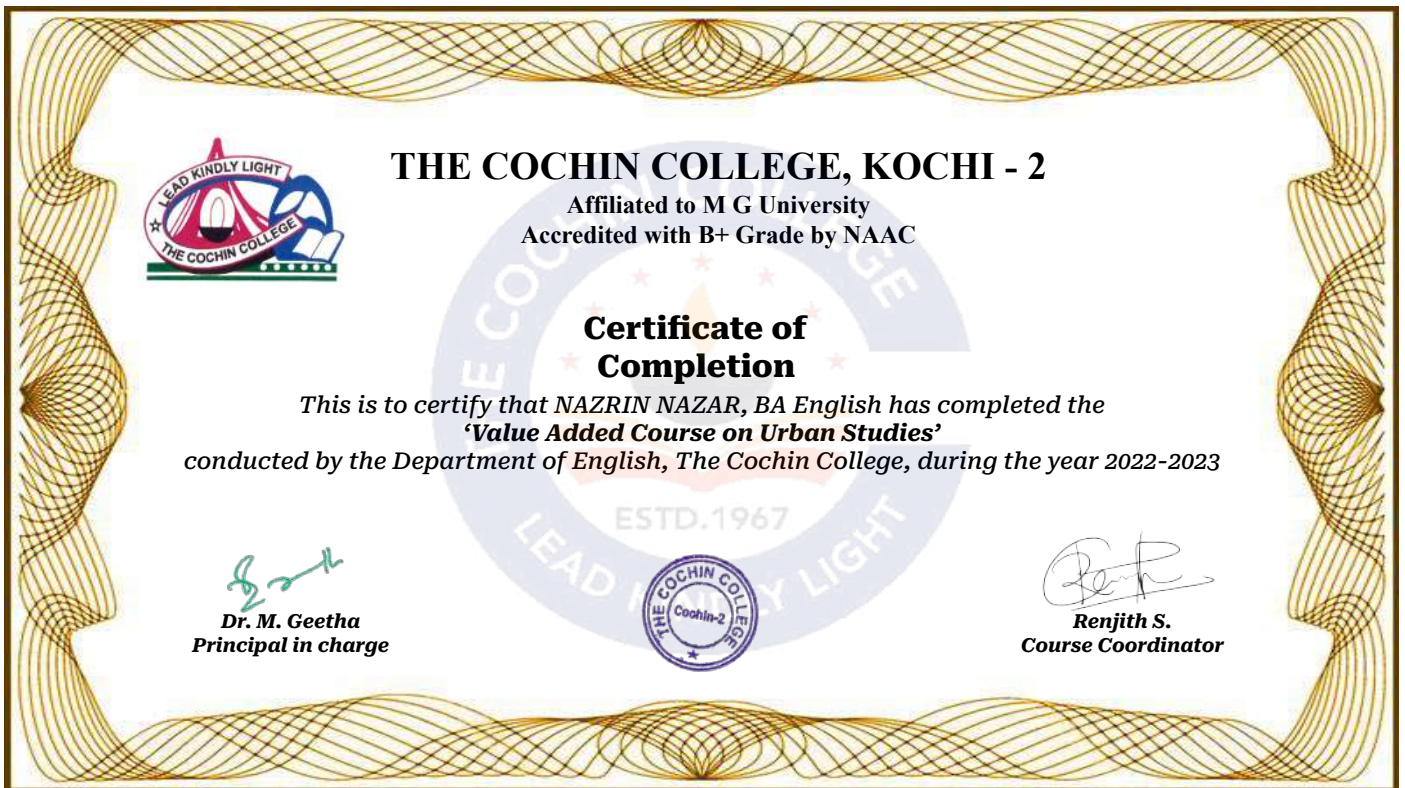 LEAD KINDLY LIGHT
THE COCHIN COLLEGE
THE COCHIN COLLEGE, KOCHI - 2
Affiliated to M G University
Accredited with B+ Grade by NAAC
THE COCHIN COLLEGE
Certificate of
Completion
This is to certify that NAZRIN NAZAR, BA English has completed the
‘Value Added Course on Urban Studies’
conducted by the Department of English, The Cochin College, during the year 2022-2023
ESTD.1967
LEAD KINDLY LIGHT
THE COCHIN COLLEGE
Cochin-2
Dr. M. Geetha
Principal in charge
Renjith S.
Course Coordinator